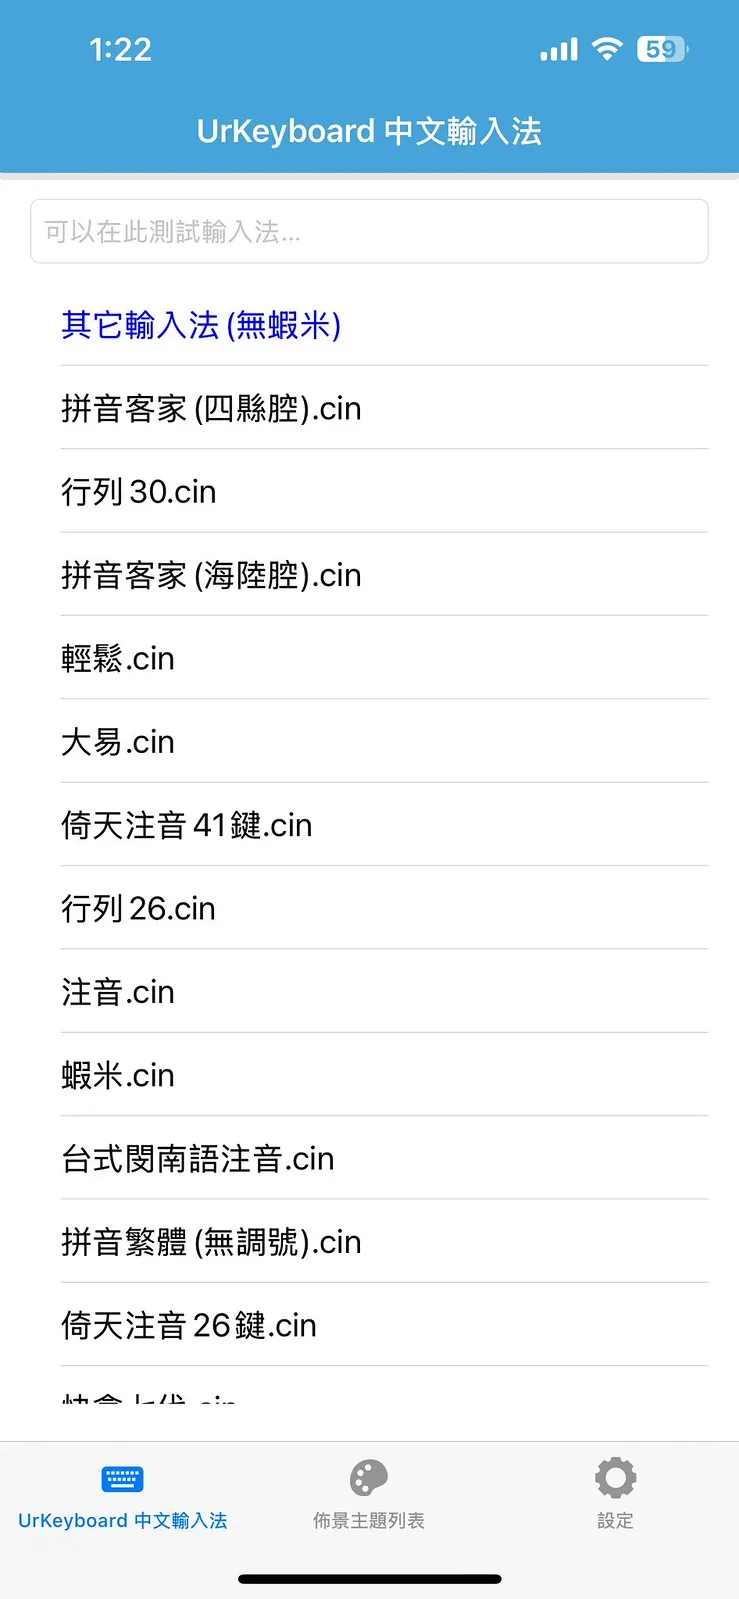 1:22
59
UrKeyboard 中文輸入法
可以在此測試輸入法...
其它輸入法 (無蝦米)
拼音客家 (四縣腔).cin
行列 30.cin
拼音客家 (海陸腔).cin
輕鬆.cin
大易.cin
倚天注音 41鍵.cin
行列 26.cin
注音.cin
蝦米.cin
台式閩南語注音.cin
拼音繁體 (無調號).cin
倚天注音 26鍵.cin
UrKeyboard 中文輸入法
佈景主題列表
設定